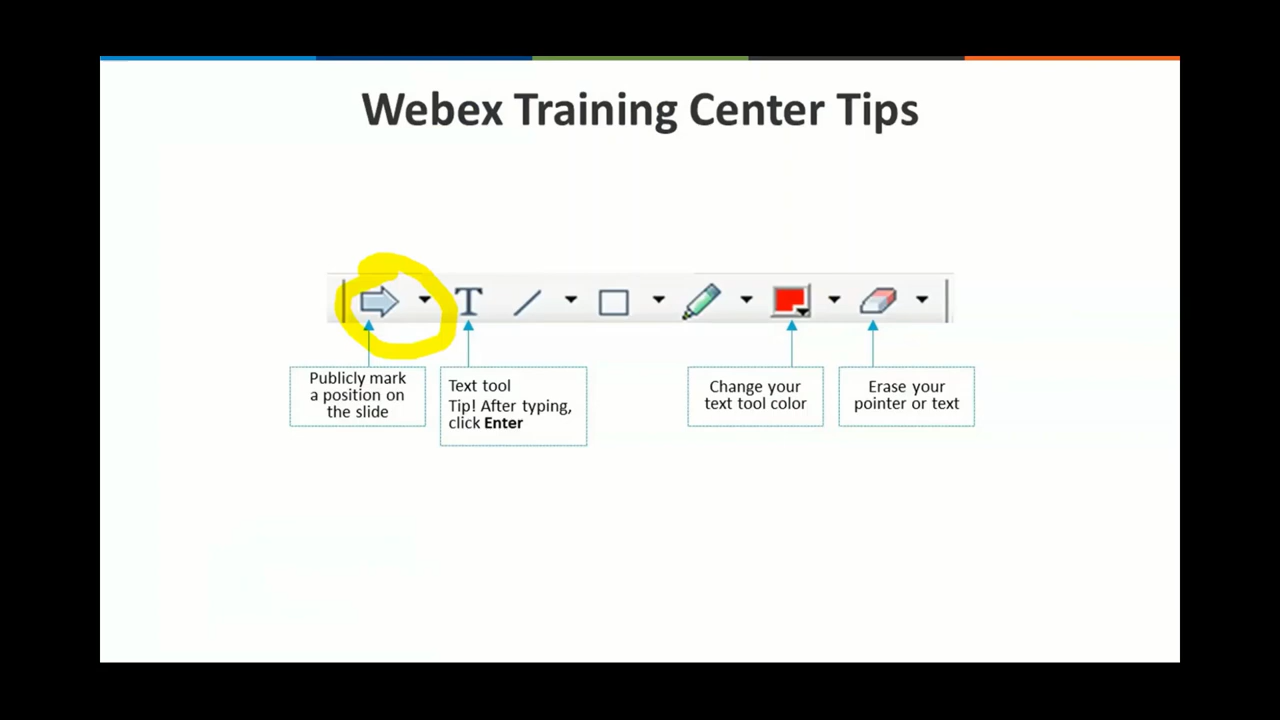 Webex Training Center Tips
T
Publicly mark
a position on
the slide
Text tool
Tip! After typing,
click Enter
Change your
text tool color
Erase your
pointer or text